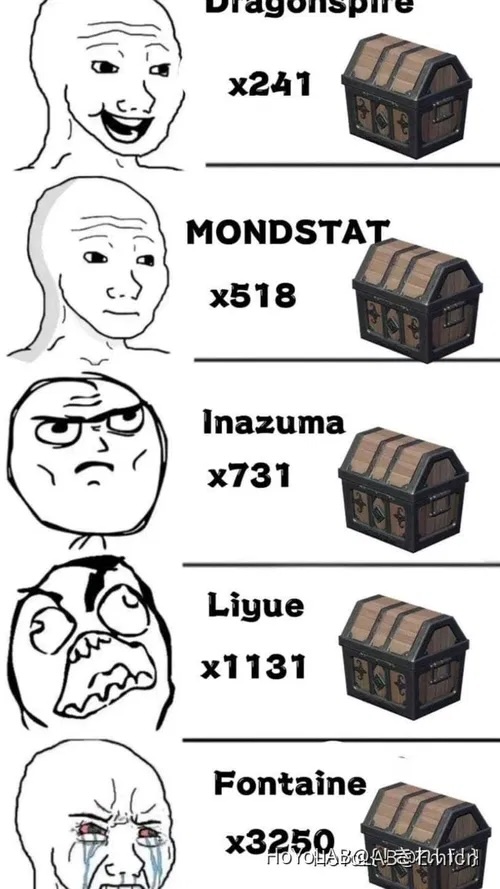 Dragonspire
x241
MONDSTAT
x518
Inazuma
x731
Liyue
x1131
Fontaine
x3250